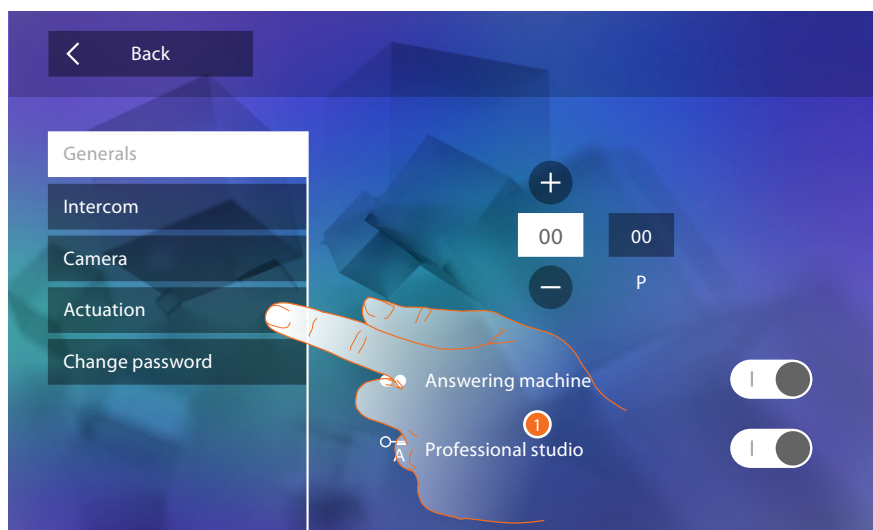 Back
Generals
Intercom
Camera
Actuation
Change password
00 00
P
Answering machine
1
A Professional studio